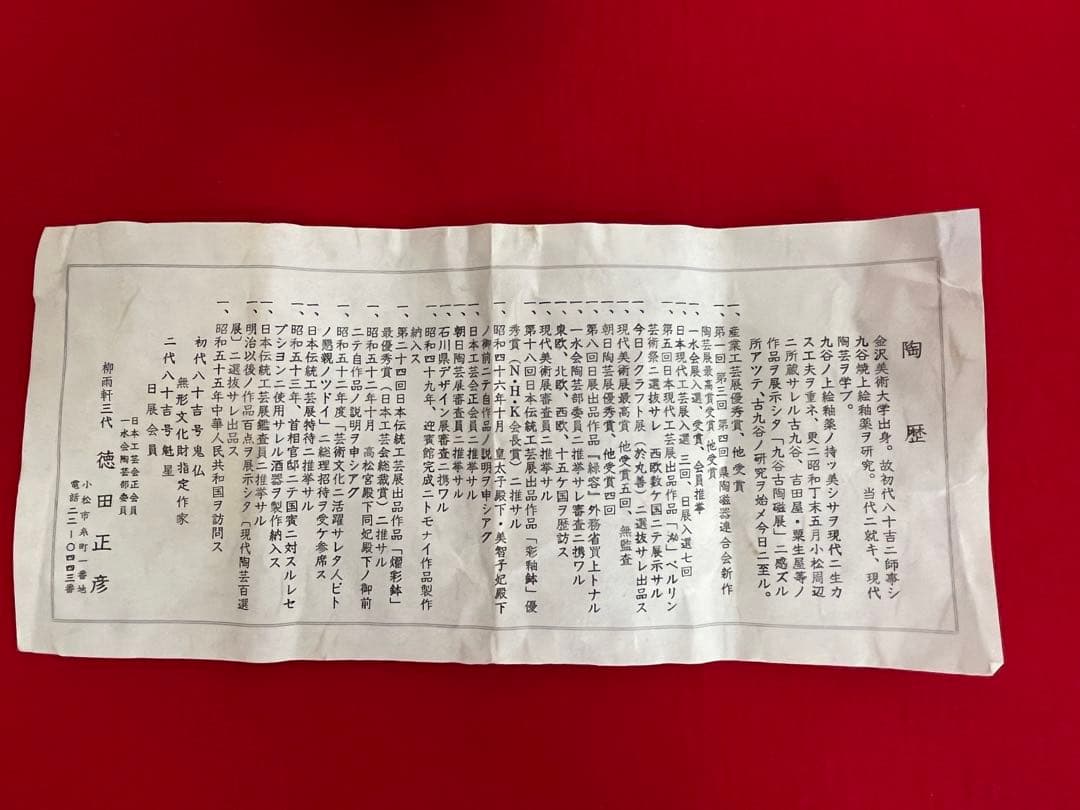 陶歴
金沢美術大学出身。故初代八十吉ニ師事シ
九谷焼上絵釉薬ヲ研究。当代ニ就キ、現代
陶芸ヲ学ブ。
九谷ノ上絵釉薬ノ持ツ美シサヲ現代ニ生カ
ス工夫ヲ重ネ、更ニ昭和丁末五月小松周辺
ニ所蔵サレル古九谷、吉田屋・粟生屋等ノ
作品ヲ展示シタ「九谷古陶磁展」ニ感ズル
所アツテ、古九谷ノ研究ヲ始メ今日ニ至ル。
一、産業工芸展優秀賞、他受賞
一、第一回 第三回 第四回 県陶磁器連合会新作
陶芸展最高賞受賞 他受賞
一、一水会展入選、受賞、会員推挙
一、日本現代工芸展入選 三回、日展入選七回
一、第五回日本現代工芸展出品作品「泑」ベルリン
芸術祭ニ選抜サレ 西欧数ケ国ニテ展示サル
一、今日ノクラフト展(於丸善)ニ選抜サレ出品ス
一、現代美術展最高賞 他受賞五回、無監査
一、朝日陶芸展優秀賞、他受賞四回
一、第八回日展出品作品『緑容』外務省買上トナル
一、一水会陶芸部委員ニ推挙サレ審査ニ携ワル
一、東欧、北欧、西欧、十五ケ国ヲ歴訪ス
一、現代美術展審査員ニ推挙サル
一、第十八回日本伝統工芸展出品作品「彩釉鉢」優
秀賞(N・H・K会長賞)ニ推サル
一、昭和四十六年十月 皇太子殿下・美智子妃殿下
ノ御前ニテ自作品ノ説明ヲ申シアグ
一、日本工芸会正会員ニ推挙サル
一、朝日陶芸展審査員ニ推挙サル
一、石川県デザイン展審査ニ携ワル
一、昭和四十九年、迎賓館完成ニトモナイ作品製作
納入ス
一、第二十四回日本伝統工芸展出品作品「燿彩鉢」
最優秀賞(日本工芸会総裁賞)ニ推サル
一、昭和五十二年十月 高松宮殿下同妃殿下ノ御前
ニテ自作品ノ説明ヲ申シアグ
一、昭和五十二年度「芸術文化ニ活躍サレタ人ビト
ノ懇親ノツドイ」ニ総理招待ヲ受ケ参席ス
一、日本伝統工芸展特待ニ推挙サル
一、昭和五十三年、首相官邸ニテ国賓ニ対スルレセ
プシヨンニ使用サレル酒器ヲ製作納入ス
一、日本伝統工芸展鑑査員ニ推挙サル
一、明治以後ノ作品百点ヲ展示シタ〔現代陶芸百選
展〕ニ選抜サレ出品ス
一、昭和五十五年中華人民共和国ヲ訪問ス
初代八十吉号 鬼仏
無形文化財指定作家
二代八十吉号 魁星
日展会員
日本工芸会正会員
一水会陶芸部委員
柳雨軒三代 徳田正彦
小松市糸町一番地
電話二二−〇四四三番